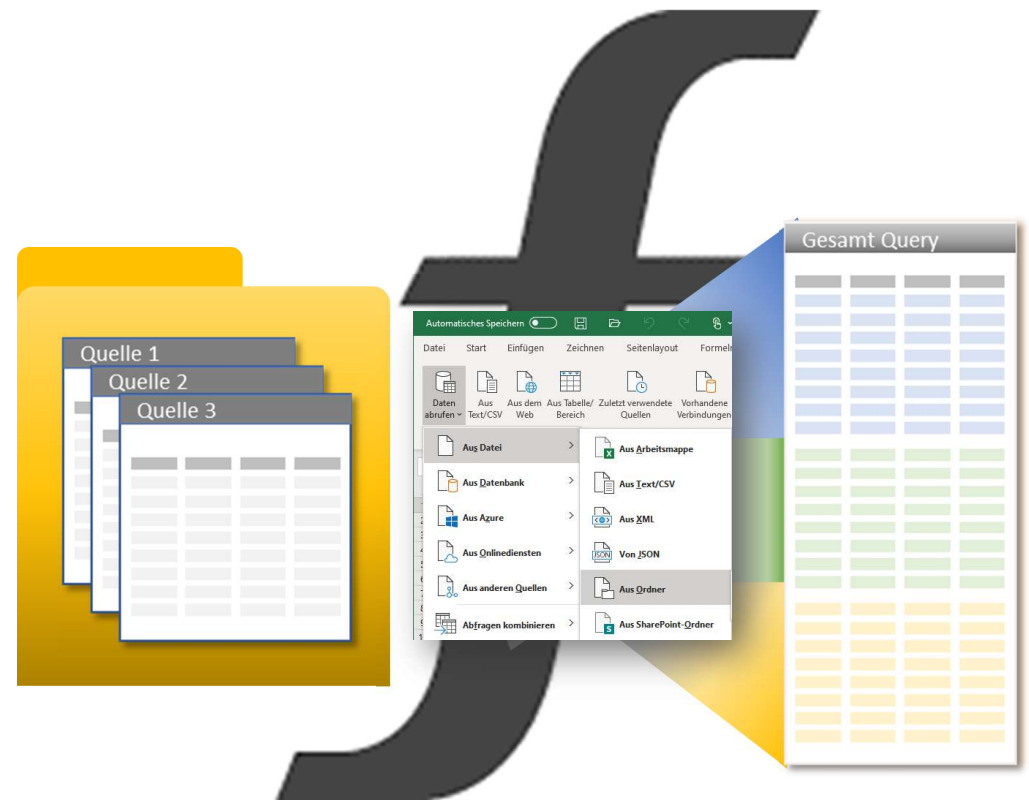 Gesamt Query
Quelle 1
Quelle 2
Quelle 3
Automatisches Speichern
Datei Start Einfügen Zeichnen Seitenlayout
Daten abrufen
Aus Text/CSV
Aus dem Web
Aus Tabelle/ Bereich
Zuletzt verwendete Quellen
Vorhandene Verbindungen
Aus Datei
Aus Datenbank
Aus Azure
Aus Onlinediensten
Aus anderen Quellen
Abfragen kombinieren
Aus Arbeitsmappe
Aus Text/CSV
Aus XML
JSON
Von JSON
Aus Ordner
Aus SharePoint-Ordner